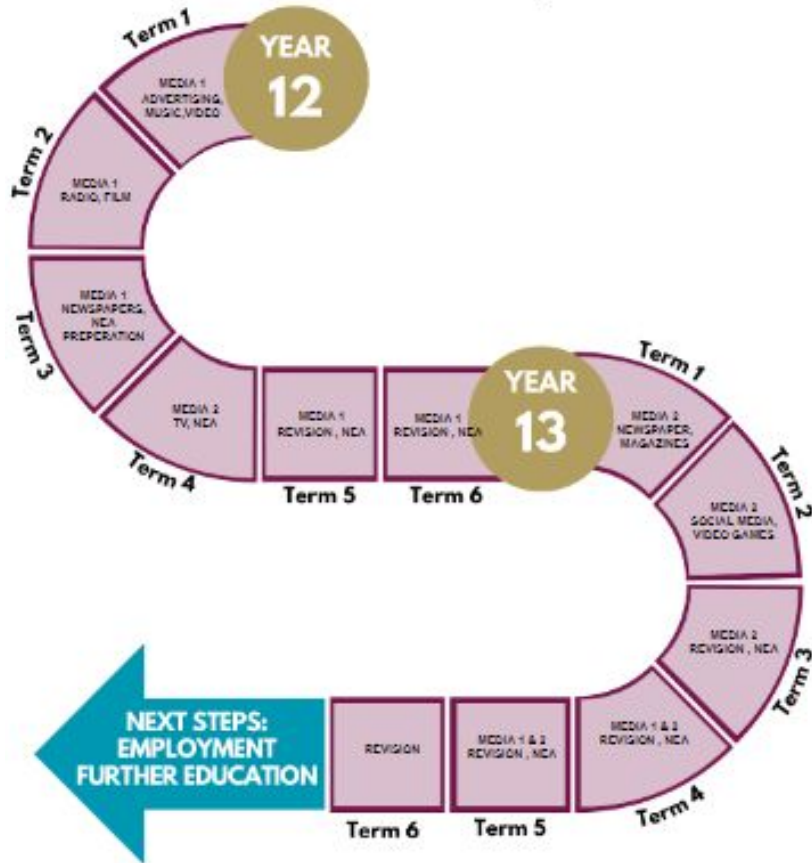 YEAR
12
Term 1
MEDIA 1
ADVERTISING,
MUSIC,VIDEO
Term 2
MEDIA 1
RADIO, FILM
Term 3
MEDIA 1
NEWSPAPERS,
NEA
PREPERATION
Term 4
MEDIA 2
TV, NEA
Term 5
MEDIA 1
REVISION , NEA
Term 6
MEDIA 1
REVISION , NEA
YEAR
13
Term 1
MEDIA 2
NEWSPAPER,
MAGAZINES
Term 2
MEDIA 2
SOCIAL MEDIA,
VIDEO GAMES
Term 3
MEDIA 2
REVISION , NEA
Term 4
MEDIA 1 & 2
REVISION , NEA
Term 5
MEDIA 1 & 2
REVISION , NEA
Term 6
REVISION
NEXT STEPS:
EMPLOYMENT
FURTHER EDUCATION